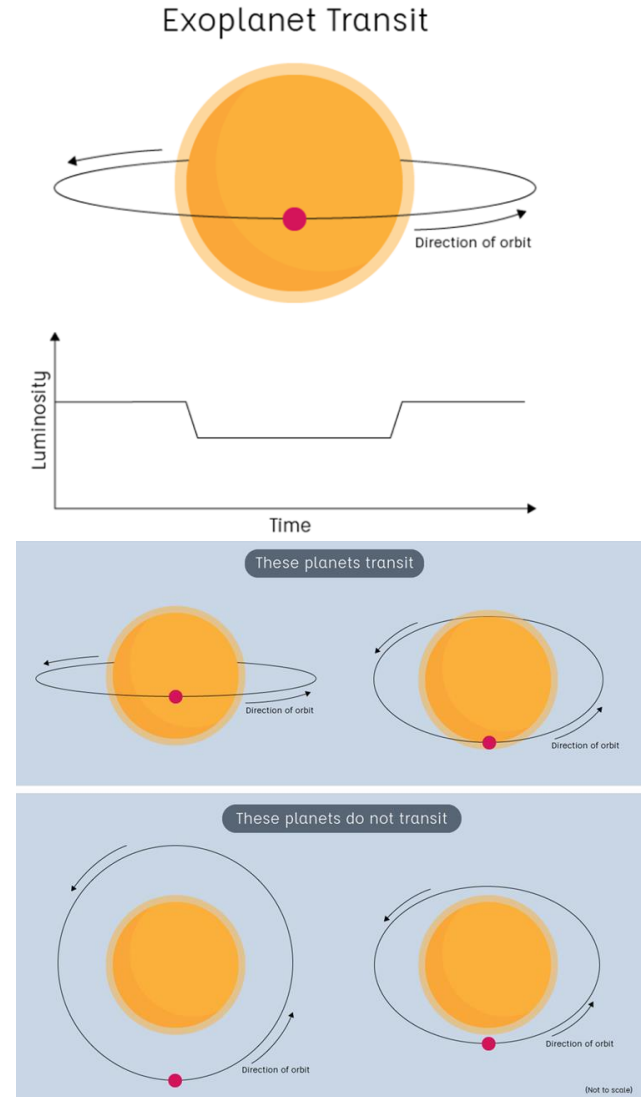 Exoplanet Transit
Direction of orbit
Luminosity
Time
These planets transit
Direction of orbit
Direction of orbit
These planets do not transit
Direction of orbit
Direction of orbit
(Not to scale)